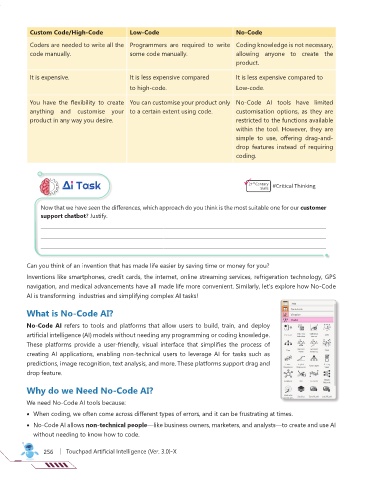 Custom Code/High-Code Low-Code No-Code
Coders are needed to write all the Programmers are required to write Coding knowledge is not necessary,
code manually. some code manually. allowing anyone to create the
product.
It is expensive. It is less expensive compared It is less expensive compared to
to high-code. Low-code.
You have the flexibility to create You can customise your product only No-Code AI tools have limited
anything and customise your to a certain extent using code. customisation options, as they are
product in any way you desire. restricted to the functions available
within the tool. However, they are
simple to use, offering drag-and-
drop features instead of requiring
coding.
Ai Task
21st Century Skills #Critical Thinking
Now that we have seen the differences, which approach do you think is the most suitable one for our customer
support chatbot? Justify.
Can you think of an invention that has made life easier by saving time or money for you?
Inventions like smartphones, credit cards, the internet, online streaming services, refrigeration technology, GPS
navigation, and medical advancements have all made life more convenient. Similarly, let's explore how No-Code
AI is transforming industries and simplifying complex AI tasks!
What is No-Code AI?
No-Code AI refers to tools and platforms that allow users to build, train, and deploy
artificial intelligence (AI) models without needing any programming or coding knowledge.
These platforms provide a user-friendly, visual interface that simplifies the process of
creating AI applications, enabling non-technical users to leverage AI for tasks such as
predictions, image recognition, text analysis, and more. These platforms support drag and
drop feature.
Why do we Need No-Code AI?
We need No-Code AI tools because:
• When coding, we often come across different types of errors, and it can be frustrating at times.
• No-Code AI allows non-technical people—like business owners, marketers, and analysts—to create and use AI
without needing to know how to code.
256 | Touchpad Artificial Intelligence (Ver. 3.0)-X